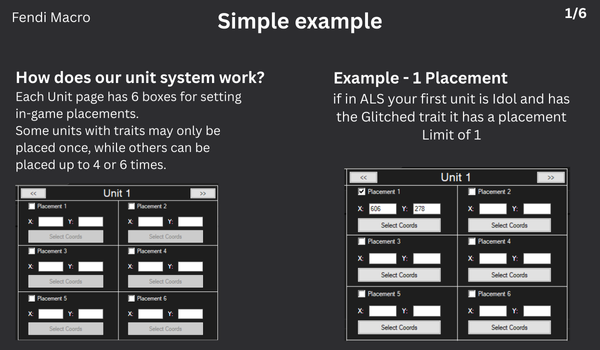 Fendi Macro
Simple example
1/6
How does our unit system work?
Each Unit page has 6 boxes for setting
in-game placements.
Some units with traits may only be
placed once, while others can be
placed up to 4 or 6 times.
<< Unit 1 >>
Placement 1 Placement 2
X: Y: X: Y:
Select Coords Select Coords
Placement 3 Placement 4
X: Y: X: Y:
Select Coords Select Coords
Placement 5 Placement 6
X: Y: X: Y:
Select Coords Select Coords
Example - 1 Placement
if in ALS your first unit is Idol and has
the Glitched trait it has a placement
Limit of 1
<< Unit 1 >>
Placement 1 Placement 2
X: 606 Y: 278 X: Y:
Select Coords Select Coords
Placement 3 Placement 4
X: Y: X: Y:
Select Coords Select Coords
Placement 5 Placement 6
X: Y: X: Y:
Select Coords Select Coords